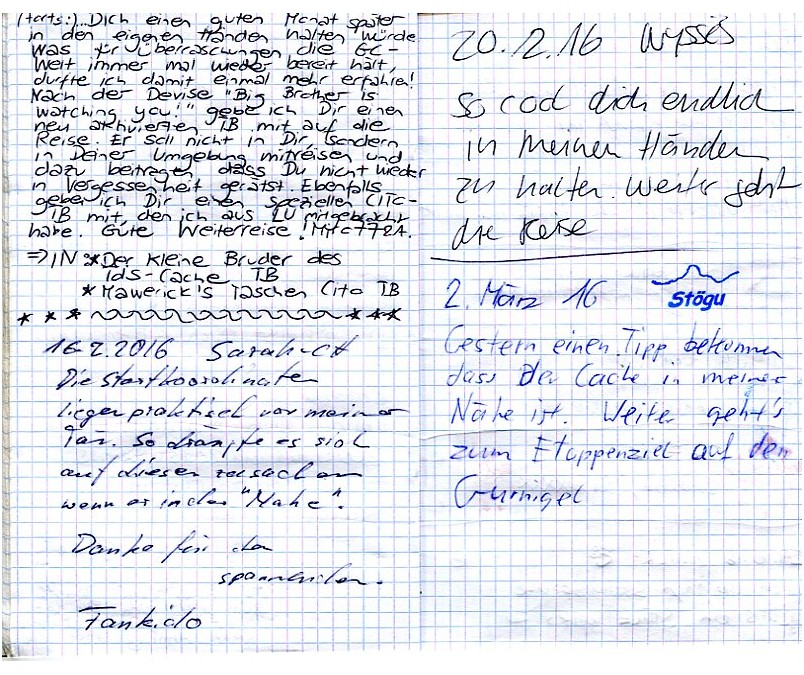 (Forts.:) Dich einen guten Monat später
in den eigenen Händen halten würde
Was für Überraschungen die GC-
Welt immer mal wieder bereit hält,
durfte ich damit einmal mehr erfahren!
Nach der Devise "Big Brother is
watching you!" gebe ich Dir einen
neu aktivierten TB mit auf die
Reise. Er soll nicht in Dir, sondern
in Deiner Umgebung mitreisen und
dazu beitragen, dass Du nicht wieder
in Vergessenheit gerätst. Ebenfalls
gebe ich Dir einen speziellen CITO-
TB mit, den ich aus LU mitgebracht
habe. Gute Weiterreise!
=> IN * Der kleine Bruder des
Ids-Cache TB
* Mawerick's Taschen Cito TB
* * * * * *
16.2.2016 Sarah-CH
Die Startkoordinaten
liegen praktisch vor meiner
Tür. So drängte es sich
auf diesen zu suchen
wenn er in der "Nähe".
Danke für den
spannenden.
Fankido
20.2.16 Wysses
So cool dich endlich
in meinen Händen
zu halten. Weiter geht
die Reise
2. März 16 Stögu
Gestern einen Tipp bekommen
dass der Cache in meiner
Nähe ist. Weiter geht's
zum Etappenziel auf den
Gurnigel